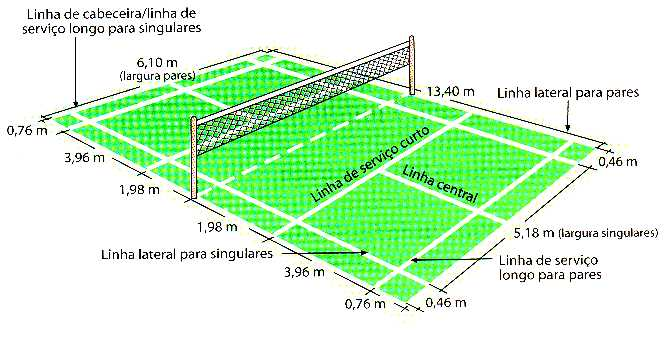 Linha de cabeceira/linha de
serviço longo para singulares
6,10 m
(largura pares)
13,40 m
Linha lateral para pares
0,76 m
3,96 m
1,98 m
1,98 m
3,96 m
0,76 m
0,46 m
5,18 m (largura singulares)
0,46 m
Linha de serviço curto
Linha central
Linha lateral para singulares
Linha de serviço
longo para pares